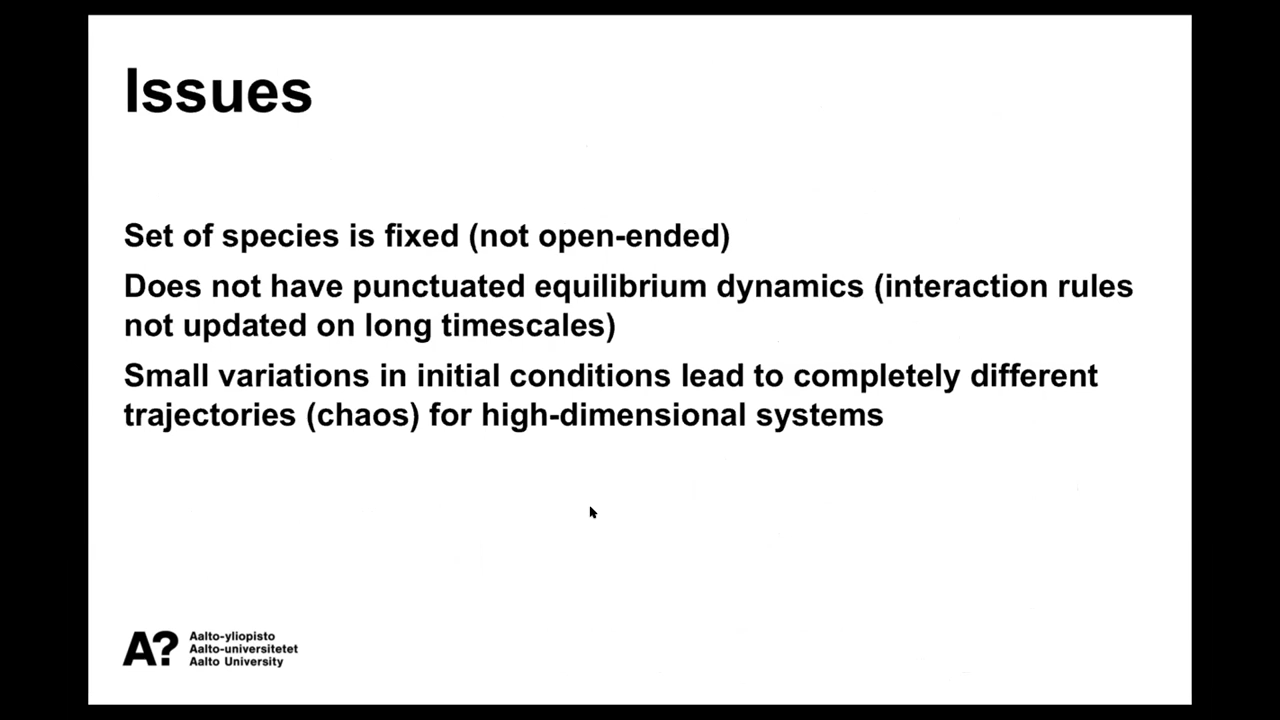 Issues
Set of species is fixed (not open-ended)
Does not have punctuated equilibrium dynamics (interaction rules
not updated on long timescales)
Small variations in initial conditions lead to completely different
trajectories (chaos) for high-dimensional systems
A?
Aalto-yliopisto
Aalto-universitetet
Aalto University